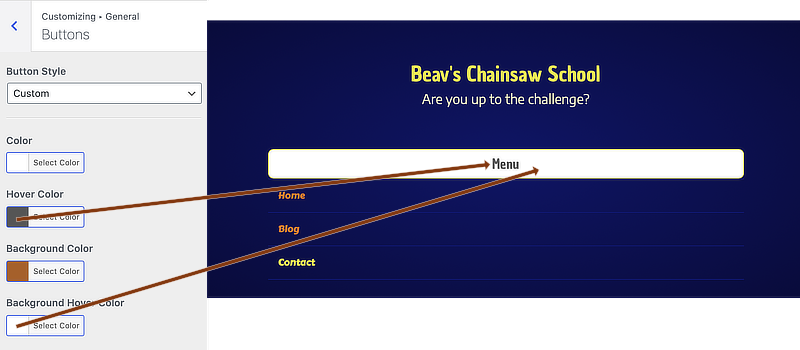 Customizing • General
Buttons
Button Style
Custom
Color
Select Color
Hover Color
Select Color
Background Color
Select Color
Background Hover Color
Select Color
Beav's Chainsaw School
Are you up to the challenge?
Menu
Home
Blog
Contact